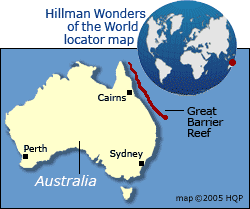 Hillman Wonders
of the World
locator map
Cairns
Great
Barrier
Reef
Perth
Sydney
Australia
map ©2005 HQP